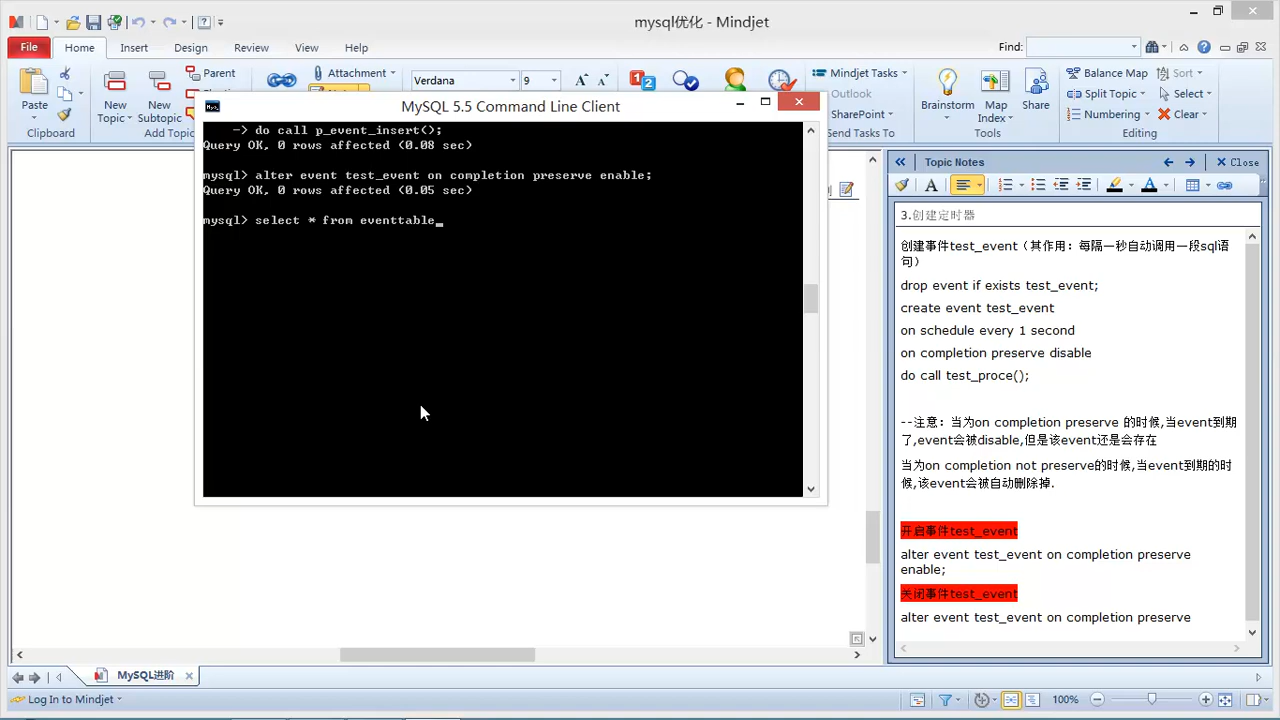 mysql优化 - Mindjet
File Home Insert Design Review View Help Find:
Paste
Clipboard
New Topic
New Subtopic
Parent
Add Topic
Attachment
Verdana 9
Mindjet Tasks
Outlook
SharePoint
Send Tasks To
Brainstorm
Map Index
Share
Tools
Balance Map
Split Topic
Numbering
Sort
Select
Clear
Editing
MySQL 5.5 Command Line Client
-> do call p_event_insert();
Query OK, 0 rows affected (0.08 sec)
mysql> alter event test_event on completion preserve enable;
Query OK, 0 rows affected (0.05 sec)
mysql> select * from eventtable_
Topic Notes Close
3.创建定时器
创建事件test_event（其作用：每隔一秒自动调用一段sql语
句）
drop event if exists test_event;
create event test_event
on schedule every 1 second
on completion preserve disable
do call test_proce();
--注意：当为on completion preserve 的时候,当event到期
了,event会被disable,但是该event还是会存在
当为on completion not preserve的时候,当event到期的时
候,该event会被自动删除掉.
开启事件test_event
alter event test_event on completion preserve
enable;
关闭事件test_event
alter event test_event on completion preserve
MySQL进阶
Log In to Mindjet
100%